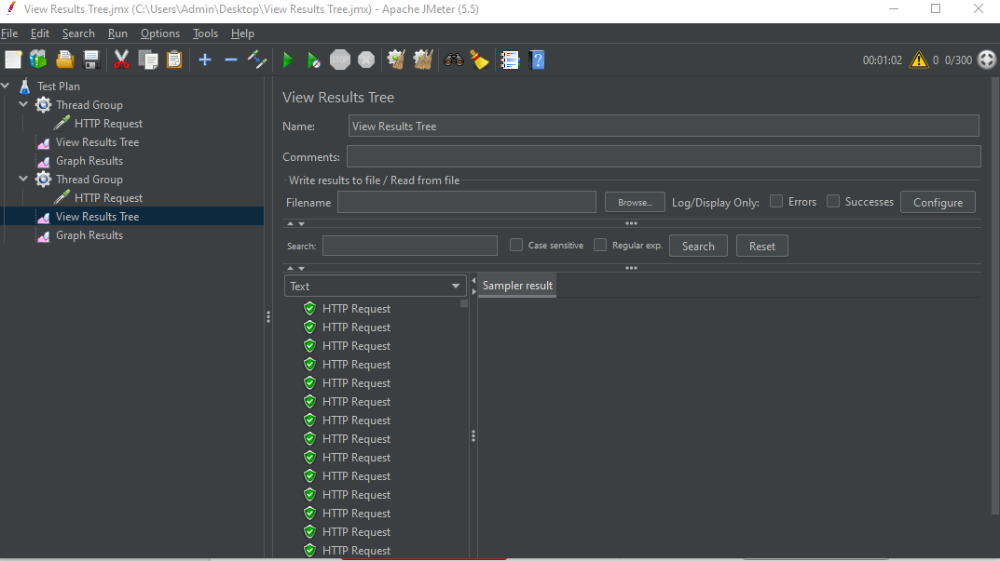 View Results Tree.jmx (C:\Users\Admin\Desktop\View Results Tree.jmx) - Apache JMeter (5.5)
File Edit Search Run Options Tools Help
STOP 00:01:02 0 0/300
Test Plan
Thread Group
HTTP Request
View Results Tree
Graph Results
Thread Group
HTTP Request
View Results Tree
Graph Results
View Results Tree
Name: View Results Tree
Comments:
Write results to file / Read from file
Filename Browse... Log/Display Only: Errors Successes Configure
Search: Case sensitive Regular exp. Search Reset
Text Sampler result
HTTP Request
HTTP Request
HTTP Request
HTTP Request
HTTP Request
HTTP Request
HTTP Request
HTTP Request
HTTP Request
HTTP Request
HTTP Request
HTTP Request
HTTP Request
HTTP Request